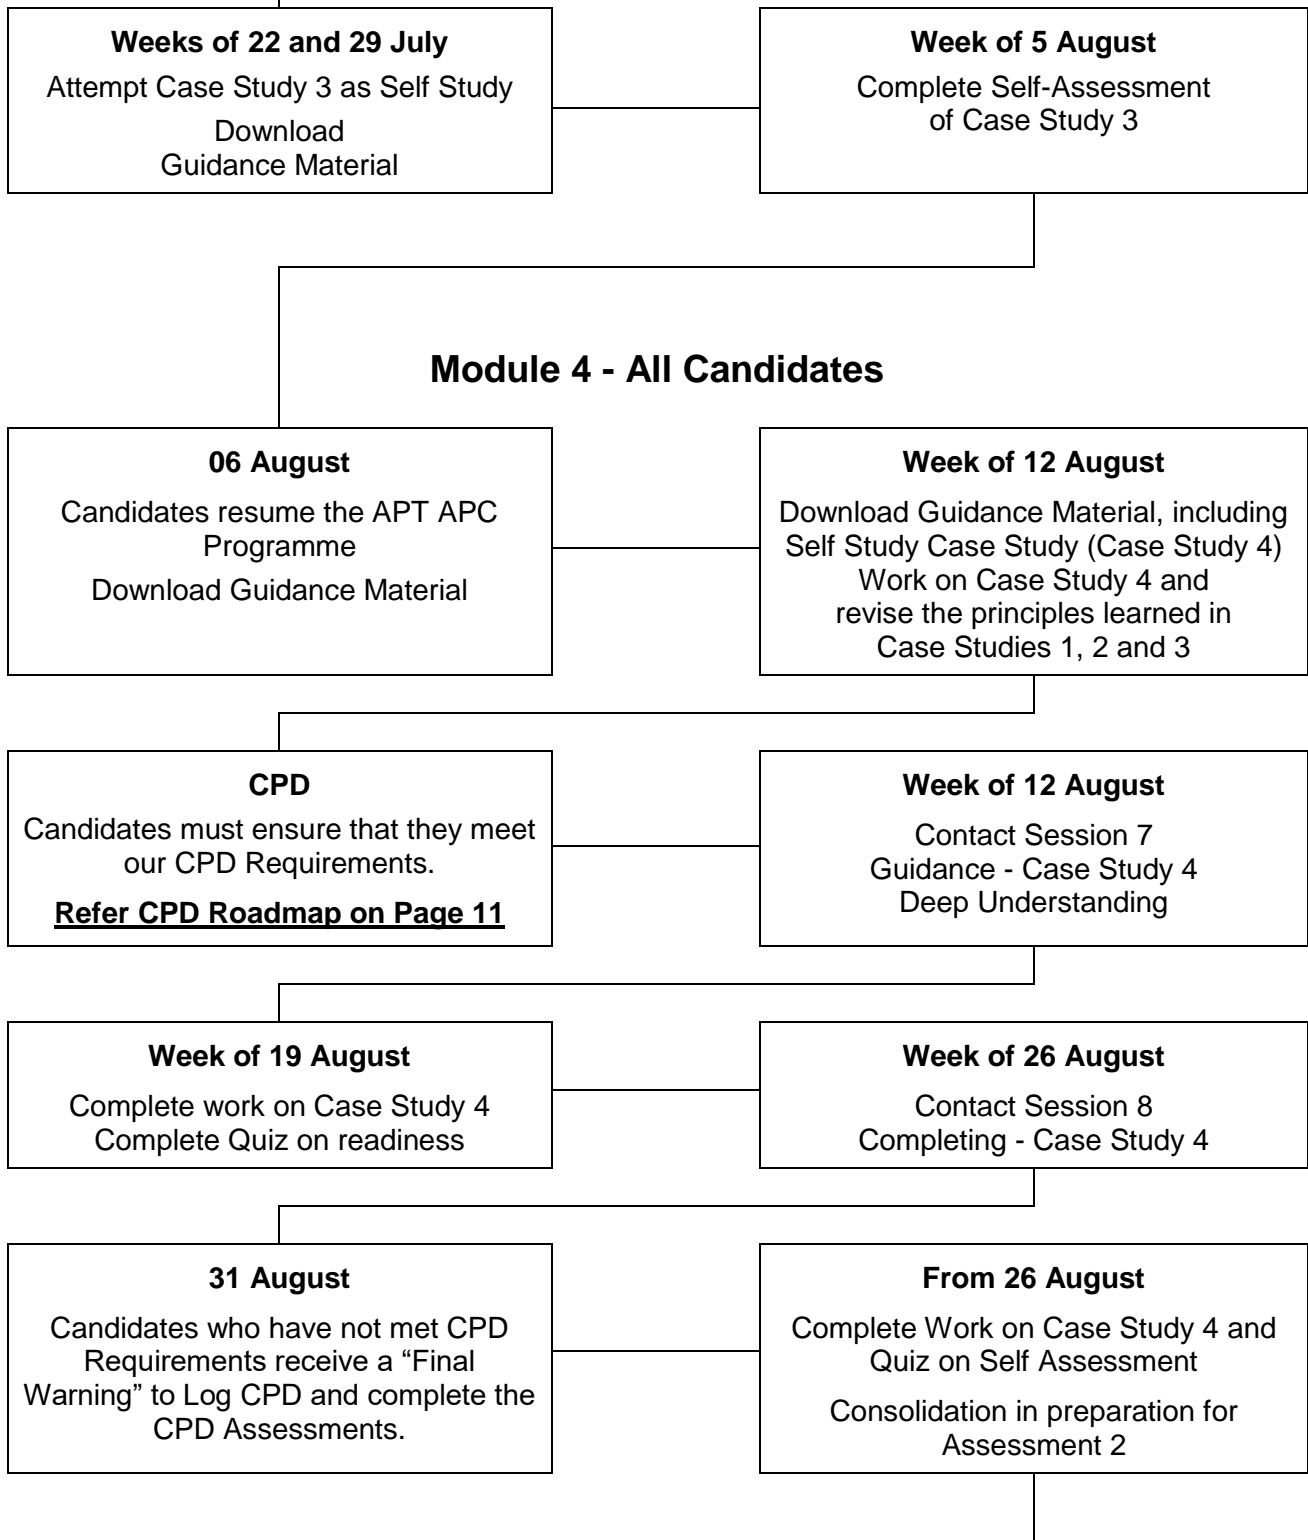 Weeks of 22 and 29 July
Attempt Case Study 3 as Self Study
Download
Guidance Material
Week of 5 August
Complete Self-Assessment
of Case Study 3
Module 4 - All Candidates
06 August
Candidates resume the APT APC
Programme
Download Guidance Material
Week of 12 August
Download Guidance Material, including
Self Study Case Study (Case Study 4)
Work on Case Study 4 and
revise the principles learned in
Case Studies 1, 2 and 3
CPD
Candidates must ensure that they meet
our CPD Requirements.
Refer CPD Roadmap on Page 11
Week of 12 August
Contact Session 7
Guidance - Case Study 4
Deep Understanding
Week of 19 August
Complete work on Case Study 4
Complete Quiz on readiness
Week of 26 August
Contact Session 8
Completing - Case Study 4
31 August
Candidates who have not met CPD
Requirements receive a “Final
Warning” to Log CPD and complete the
CPD Assessments.
From 26 August
Complete Work on Case Study 4 and
Quiz on Self Assessment
Consolidation in preparation for
Assessment 2